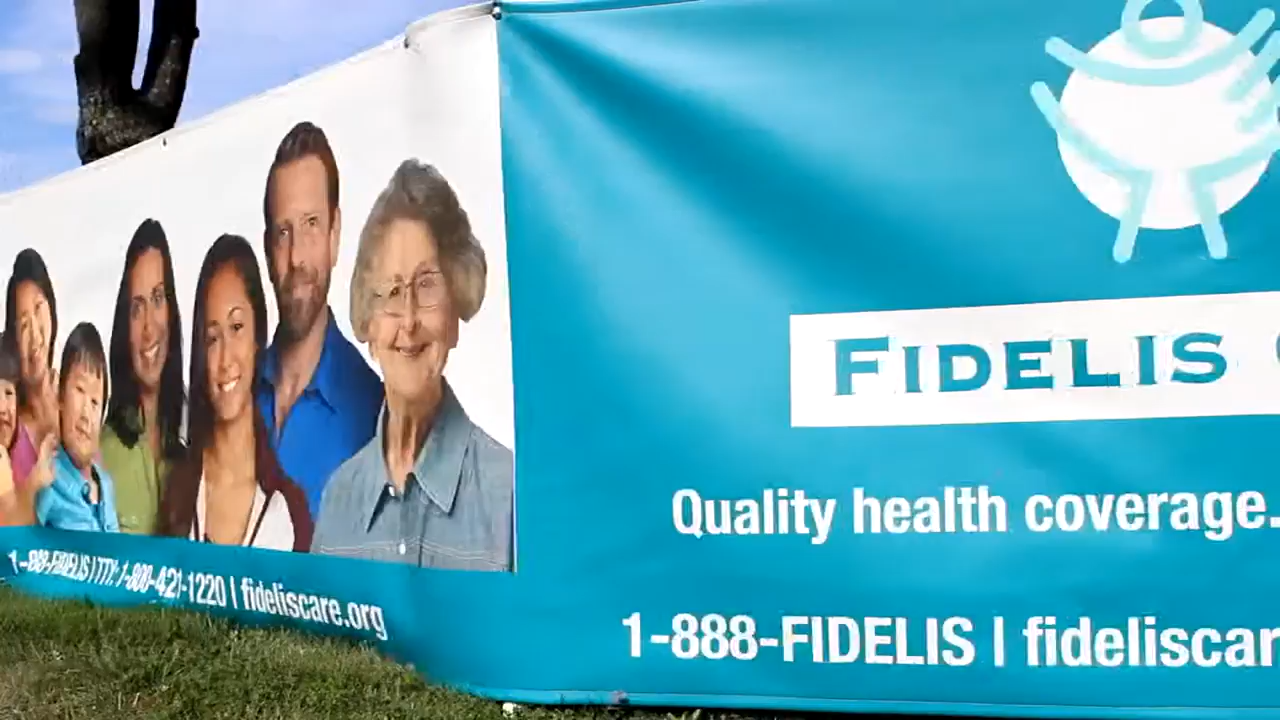 FIDELIS
Quality health coverage.
1-888-FIDELIS | fideliscar
1-888-FIDELIS | TTY: 1-800-421-1220 | fideliscare.org